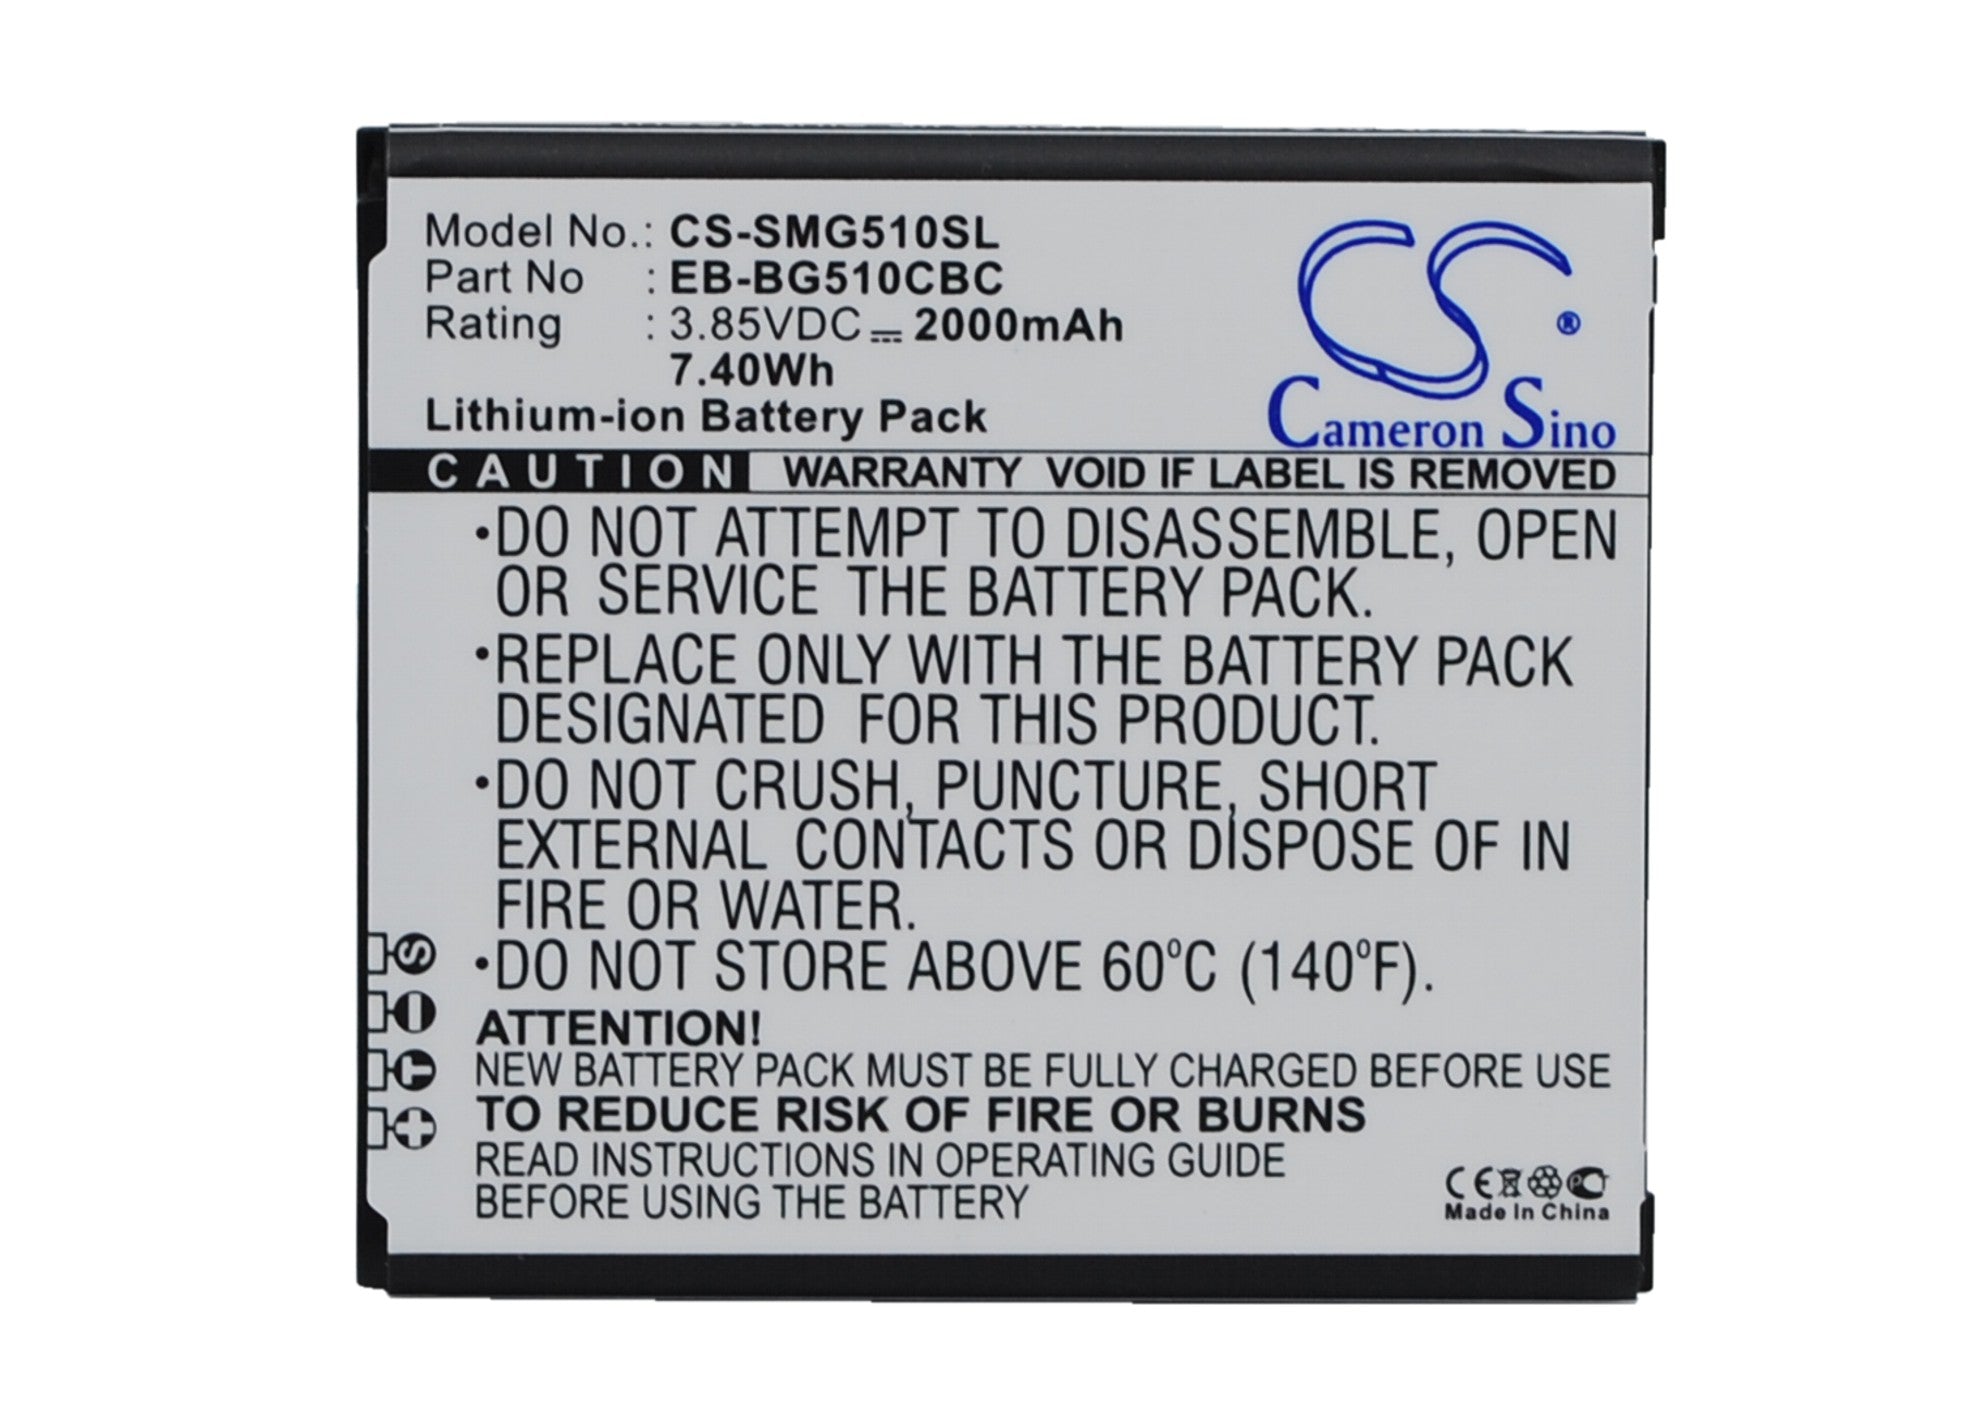 Model No.: CS-SMG510SL
Part No : EB-BG510CBC
Rating : 3.85VDC⎓2000mAh
7.40Wh
Lithium-ion Battery Pack
CS®
Cameron Sino
CAUTION WARRANTY VOID IF LABEL IS REMOVED
•DO NOT ATTEMPT TO DISASSEMBLE, OPEN
OR SERVICE THE BATTERY PACK.
•REPLACE ONLY WITH THE BATTERY PACK
DESIGNATED FOR THIS PRODUCT.
•DO NOT CRUSH, PUNCTURE, SHORT
EXTERNAL CONTACTS OR DISPOSE OF IN
FIRE OR WATER.
•DO NOT STORE ABOVE 60°C (140°F).
S
-
T
+
ATTENTION!
NEW BATTERY PACK MUST BE FULLY CHARGED BEFORE USE
TO REDUCE RISK OF FIRE OR BURNS
READ INSTRUCTIONS IN OPERATING GUIDE
BEFORE USING THE BATTERY
CE PC
Made In China